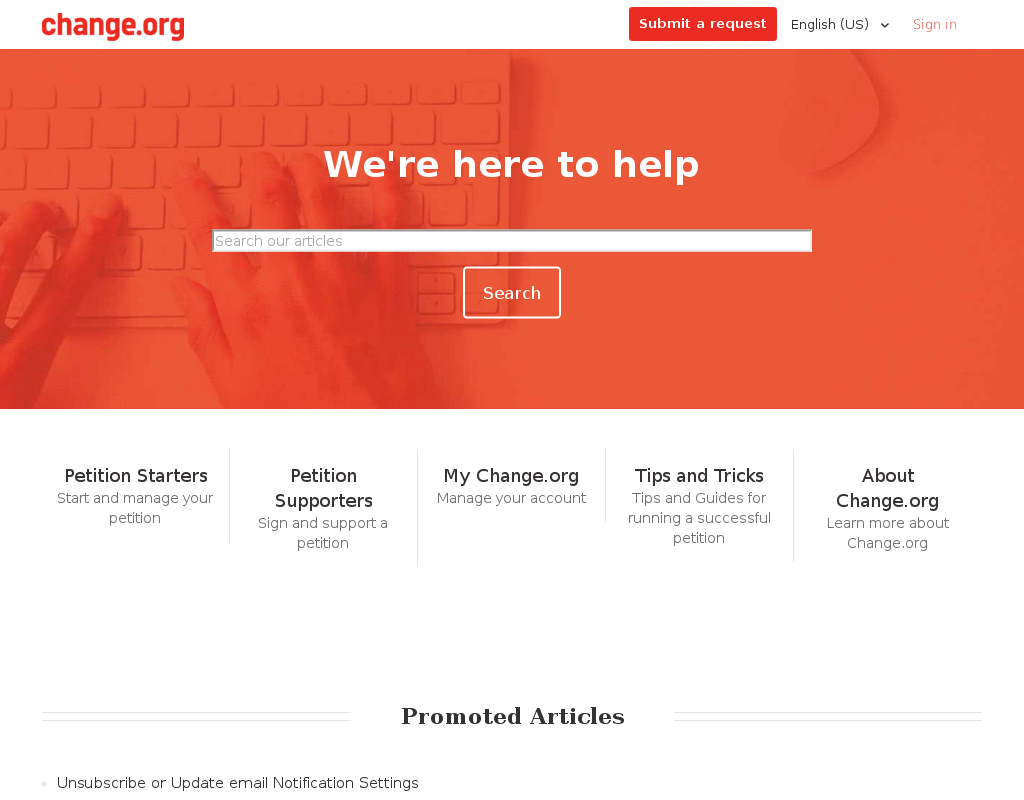 change.org
Submit a request
English (US)
Sign in
We're here to help
Search our articles
Search
Petition Starters
Start and manage your
petition
Petition
Supporters
Sign and support a
petition
My Change.org
Manage your account
Tips and Tricks
Tips and Guides for
running a successful
petition
About
Change.org
Learn more about
Change.org
Promoted Articles
Unsubscribe or Update email Notification Settings